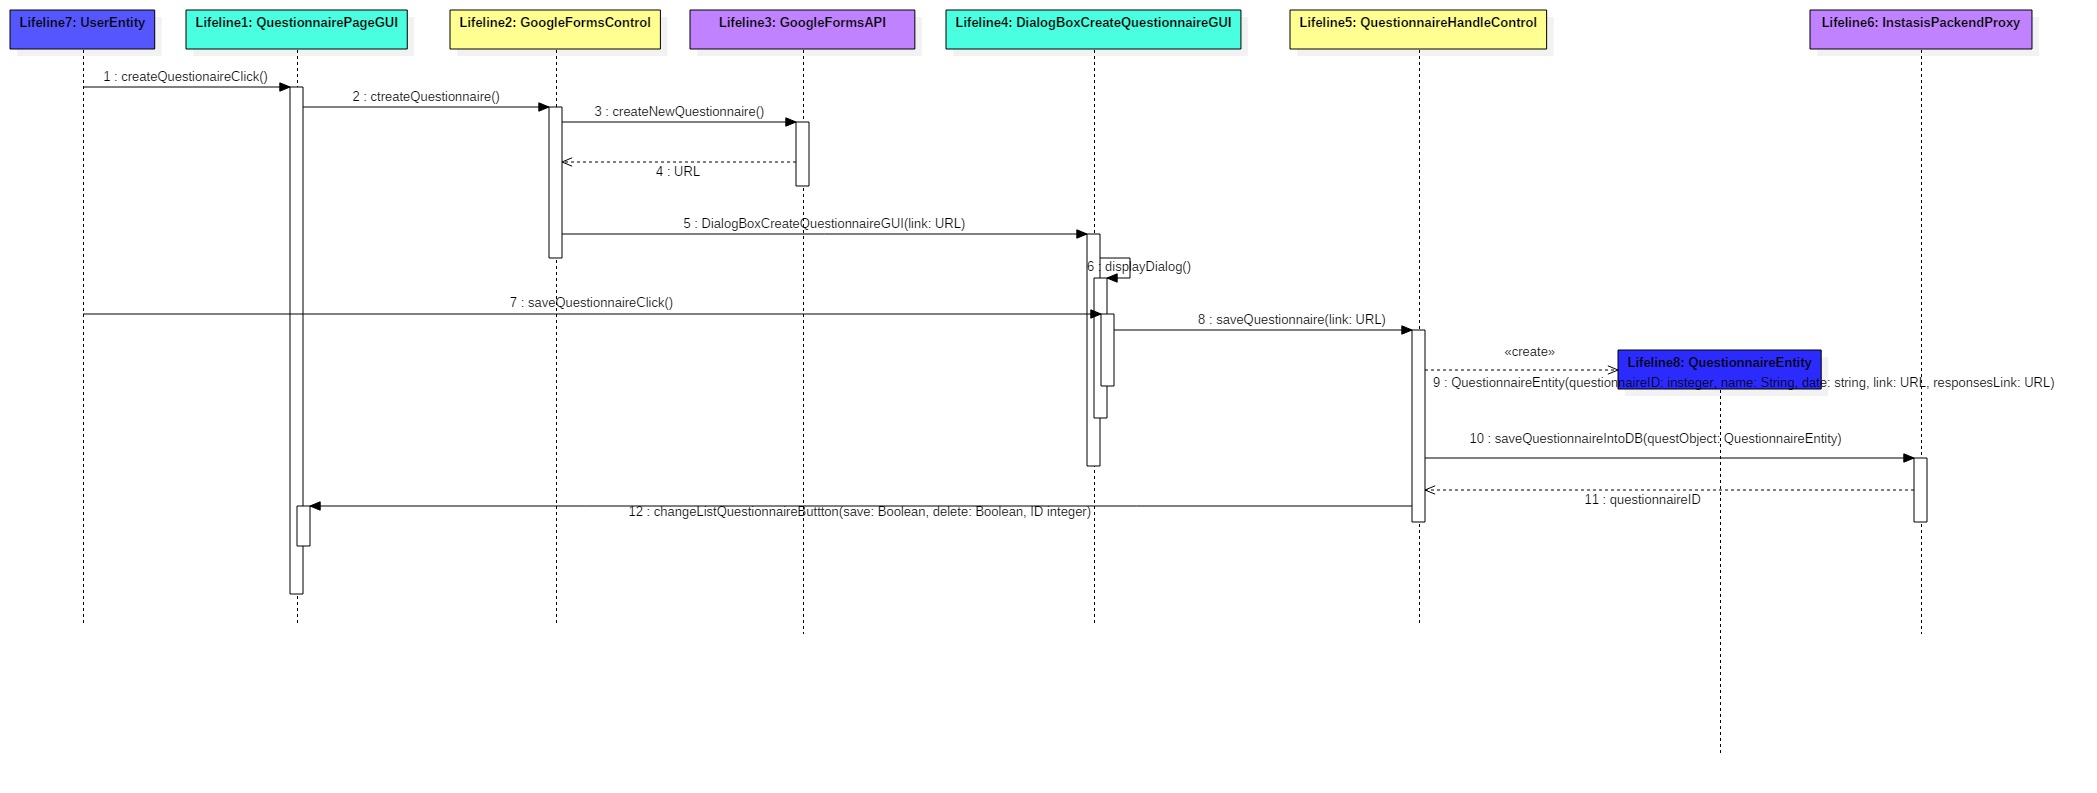 Lifeline7: UserEntity
Lifeline1: QuestionnairePageGUI
Lifeline2: GoogleFormsControl
Lifeline3: GoogleFormsAPI
Lifeline4: DialogBoxCreateQuestionnaireGUI
Lifeline5: QuestionnaireHandleControl
Lifeline6: InstasisPackendProxy
1 : createQuestionaireClick()
2 : ctreateQuestionnaire()
3 : createNewQuestionnaire()
4 : URL
5 : DialogBoxCreateQuestionnaireGUI(link: URL)
6 : displayDialog()
7 : saveQuestionnaireClick()
8 : saveQuestionnaire(link: URL)
«create»
Lifeline8: QuestionnaireEntity
9 : QuestionnaireEntity(questionnaireID: insteger, name: String, date: string, link: URL, responsesLink: URL)
10 : saveQuestionnaireIntoDB(questObject: QuestionnaireEntity)
11 : questionnaireID
12 : changeListQuestionnaireButtton(save: Boolean, delete: Boolean, ID integer)